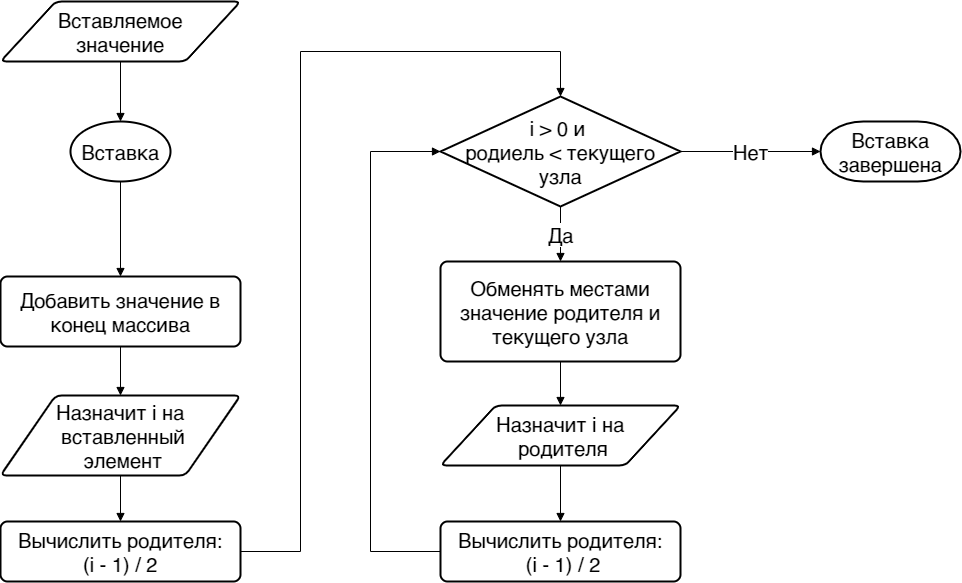 Вставляемое
значение
Вставка
Добавить значение в
конец массива
Назначит i на
вставленный
элемент
Вычислить родителя:
(i - 1) / 2
i > 0 и
родиель < текущего
узла
Нет
Вставка
завершена
Да
Обменять местами
значение родителя и
текущего узла
Назначит i на
родителя
Вычислить родителя:
(i - 1) / 2